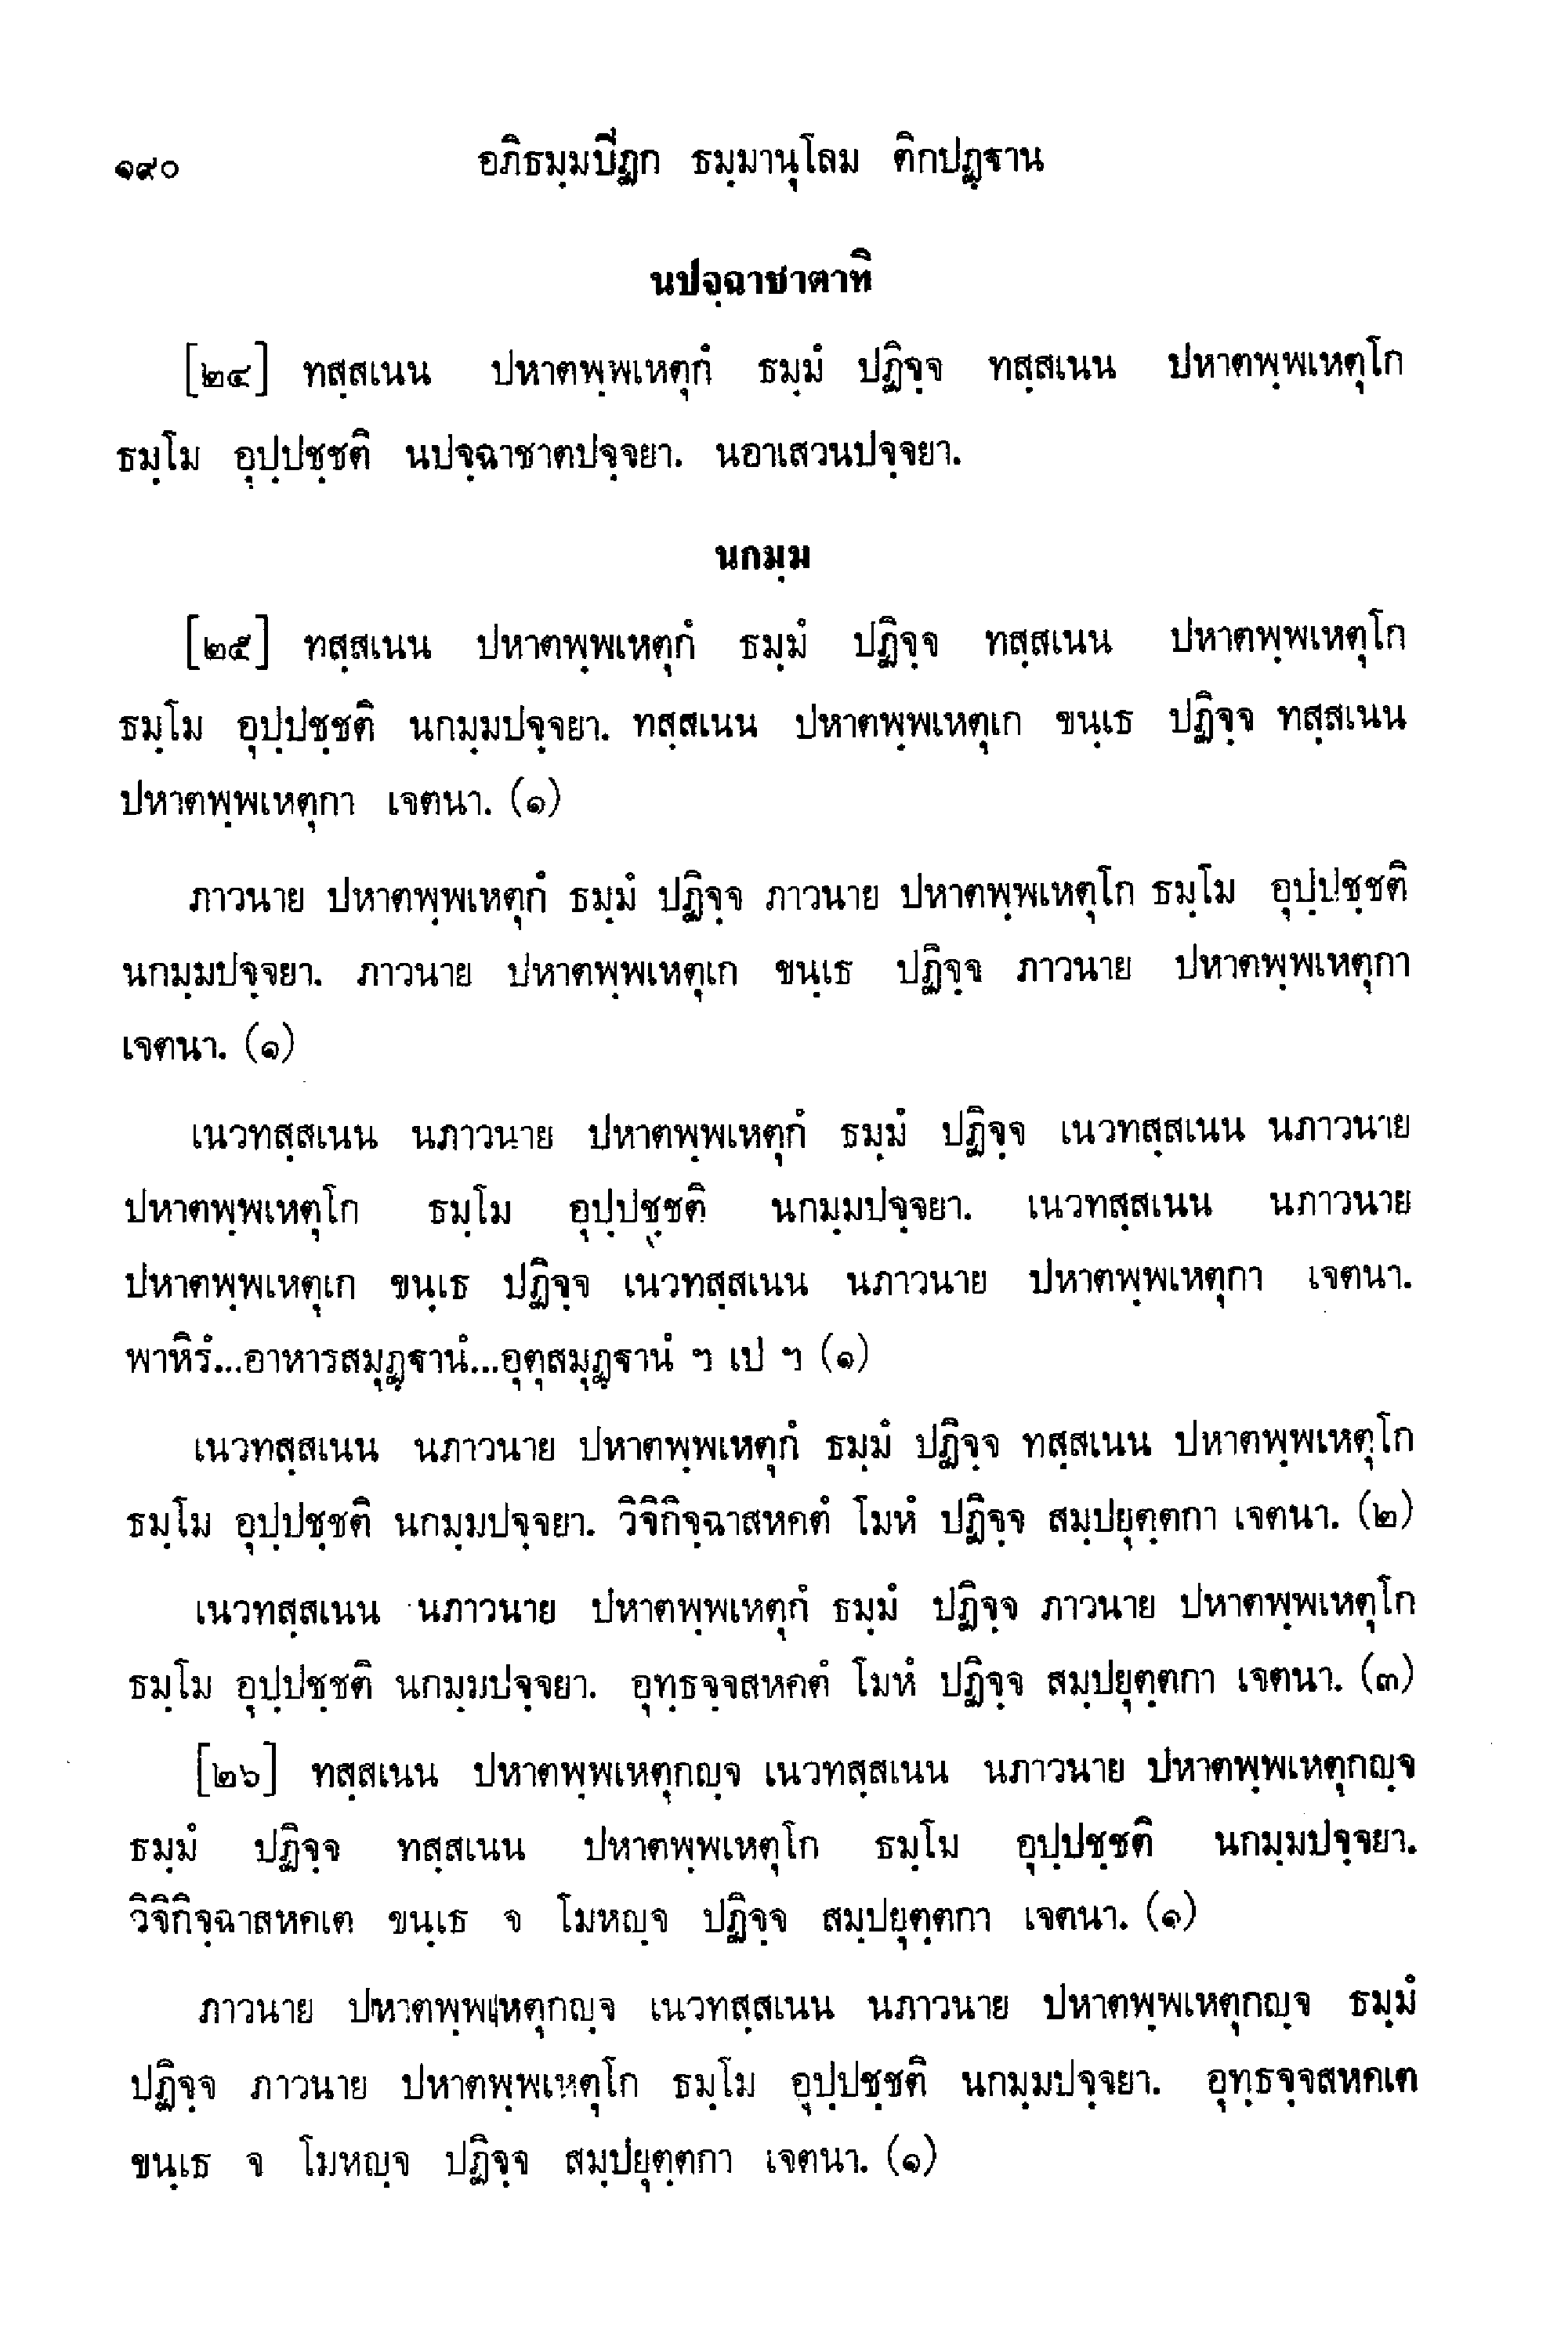 ๑๙๐ อภิธมฺมปีฏก ธมฺมานุโลม ติกปฏฺฐาน
นปจฺฉาชาตาทิ
[๒๔] ทสฺสเนน ปหาตพฺพเหตุกํ ธมฺมํ ปฏิจฺจ ทสฺสเนน ปหาตพฺพเหตุโก
ธมฺโม อุปฺปชฺชติ นปจฺฉาชาตปจฺจยา. นอาเสวนปจฺจยา.
นกมฺม
[๒๕] ทสฺสเนน ปหาตพฺพเหตุกํ ธมฺมํ ปฏิจฺจ ทสฺสเนน ปหาตพฺพเหตุโก
ธมฺโม อุปฺปชฺชติ นกมฺมปจฺจยา. ทสฺสเนน ปหาตพฺพเหตุเก ขนฺเธ ปฏิจฺจ ทสฺสเนน
ปหาตพฺพเหตุกา เจตนา. (๑)
ภาวนาย ปหาตพฺพเหตุกํ ธมฺมํ ปฏิจฺจ ภาวนาย ปหาตพฺพเหตุโก ธมฺโม อุปฺปชฺชติ
นกมฺมปจฺจยา. ภาวนาย ปหาตพฺพเหตุเก ขนฺเธ ปฏิจฺจ ภาวนาย ปหาตพฺพเหตุกา
เจตนา. (๑)
เนวทสฺสเนน นภาวนาย ปหาตพฺพเหตุกํ ธมฺมํ ปฏิจฺจ เนวทสฺสเนน นภาวนาย
ปหาตพฺพเหตุโก ธมฺโม อุปฺปชฺชติ นกมฺมปจฺจยา. เนวทสฺสเนน นภาวนาย
ปหาตพฺพเหตุเก ขนฺเธ ปฏิจฺจ เนวทสฺสเนน นภาวนาย ปหาตพฺพเหตุกา เจตนา.
พาหิรํ...อาหารสมุฏฺฐานํ...อุตุสมุฏฺฐานํ ฯ เป ฯ (๑)
เนวทสฺสเนน นภาวนาย ปหาตพฺพเหตุกํ ธมฺมํ ปฏิจฺจ ทสฺสเนน ปหาตพฺพเหตุโก
ธมฺโม อุปฺปชฺชติ นกมฺมปจฺจยา. วิจิกิจฺฉาสหคตํ โมหํ ปฏิจฺจ สมฺปยุตฺตกา เจตนา. (๒)
เนวทสฺสเนน นภาวนาย ปหาตพฺพเหตุกํ ธมฺมํ ปฏิจฺจ ภาวนาย ปหาตพฺพเหตุโก
ธมฺโม อุปฺปชฺชติ นกมฺมปจฺจยา. อุทฺธจฺจสหคตํ โมหํ ปฏิจฺจ สมฺปยุตฺตกา เจตนา. (๓)
[๒๖] ทสฺสเนน ปหาตพฺพเหตุกญฺจ เนวทสฺสเนน นภาวนาย ปหาตพฺพเหตุกญฺจ
ธมฺมํ ปฏิจฺจ ทสฺสเนน ปหาตพฺพเหตุโก ธมฺโม อุปฺปชฺชติ นกมฺมปจฺจยา.
วิจิกิจฺฉาสหคเต ขนฺเธ จ โมหญฺจ ปฏิจฺจ สมฺปยุตฺตกา เจตนา. (๑)
ภาวนาย ปหาตพฺพเหตุกญฺจ เนวทสฺสเนน นภาวนาย ปหาตพฺพเหตุกญฺจ ธมฺมํ
ปฏิจฺจ ภาวนาย ปหาตพฺพเหตุโก ธมฺโม อุปฺปชฺชติ นกมฺมปจฺจยา. อุทฺธจฺจสหคเต
ขนฺเธ จ โมหญฺจ ปฏิจฺจ สมฺปยุตฺตกา เจตนา. (๑)